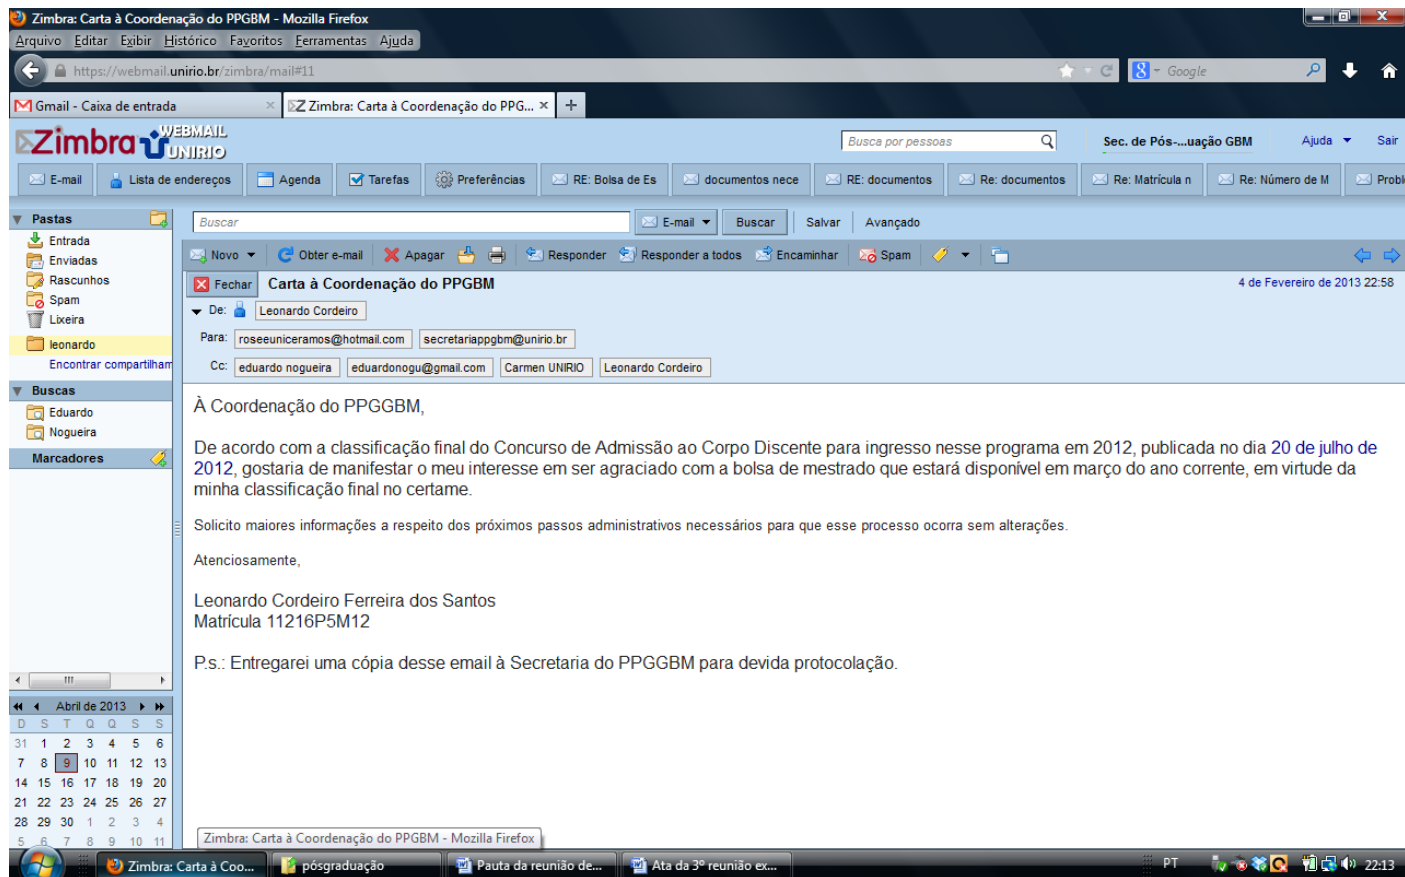 Zimbra: Carta à Coordenação do PPGBM - Mozilla Firefox
Arquivo Editar Exibir Histórico Favoritos Ferramentas Ajuda
https://webmail.unirio.br/zimbra/mail#11
Google
Gmail - Caixa de entrada
Zimbra: Carta à Coordenação do PPG...
Zimbra WEBMAIL UNIRIO
Busca por pessoas
Sec. de Pós-...uação GBM
Ajuda
Sair
E-mail
Lista de endereços
Agenda
Tarefas
Preferências
RE: Bolsa de Es
documentos nece
RE: documentos
Re: documentos
Re: Matrícula n
Re: Número de M
Probl
Pastas
Entrada
Enviadas
Rascunhos
Spam
Lixeira
leonardo
Encontrar compartilham
Buscas
Eduardo
Nogueira
Marcadores
Buscar
E-mail
Buscar
Salvar
Avançado
Novo
Obter e-mail
Apagar
Responder
Responder a todos
Encaminhar
Spam
Fechar
Carta à Coordenação do PPGBM
4 de Fevereiro de 2013 22:58
De: Leonardo Cordeiro
Para: roseeuniceramos@hotmail.com secretariappgbm@unirio.br
Cc: eduardo nogueira eduardonogu@gmail.com Carmen UNIRIO Leonardo Cordeiro
À Coordenação do PPGGBM,
De acordo com a classificação final do Concurso de Admissão ao Corpo Discente para ingresso nesse programa em 2012, publicada no dia 20 de julho de
2012, gostaria de manifestar o meu interesse em ser agraciado com a bolsa de mestrado que estará disponível em março do ano corrente, em virtude da
minha classificação final no certame.
Solicito maiores informações a respeito dos próximos passos administrativos necessários para que esse processo ocorra sem alterações.
Atenciosamente,
Leonardo Cordeiro Ferreira dos Santos
Matrícula 11216P5M12
P.s.: Entregarei uma cópia desse email à Secretaria do PPGGBM para devida protocolação.
Abril de 2013
D S T Q Q S S
31 1 2 3 4 5 6
7 8 9 10 11 12 13
14 15 16 17 18 19 20
21 22 23 24 25 26 27
28 29 30 1 2 3 4
5 6 7 8 9 10 11
Zimbra: Carta à Coordenação do PPGBM - Mozilla Firefox
Zimbra: Carta à Coo...
pósgraduação
Pauta da reunião de...
Ata da 3º reunião ex...
PT
22:13